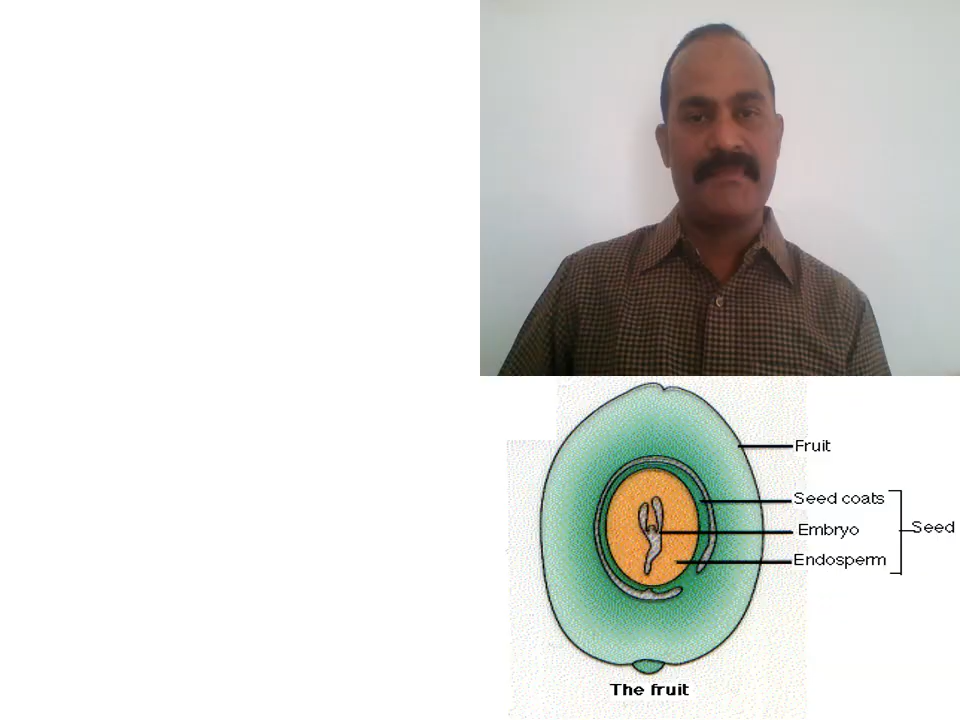 Fruit
Seed coats
Embryo
Seed
Endosperm
The fruit